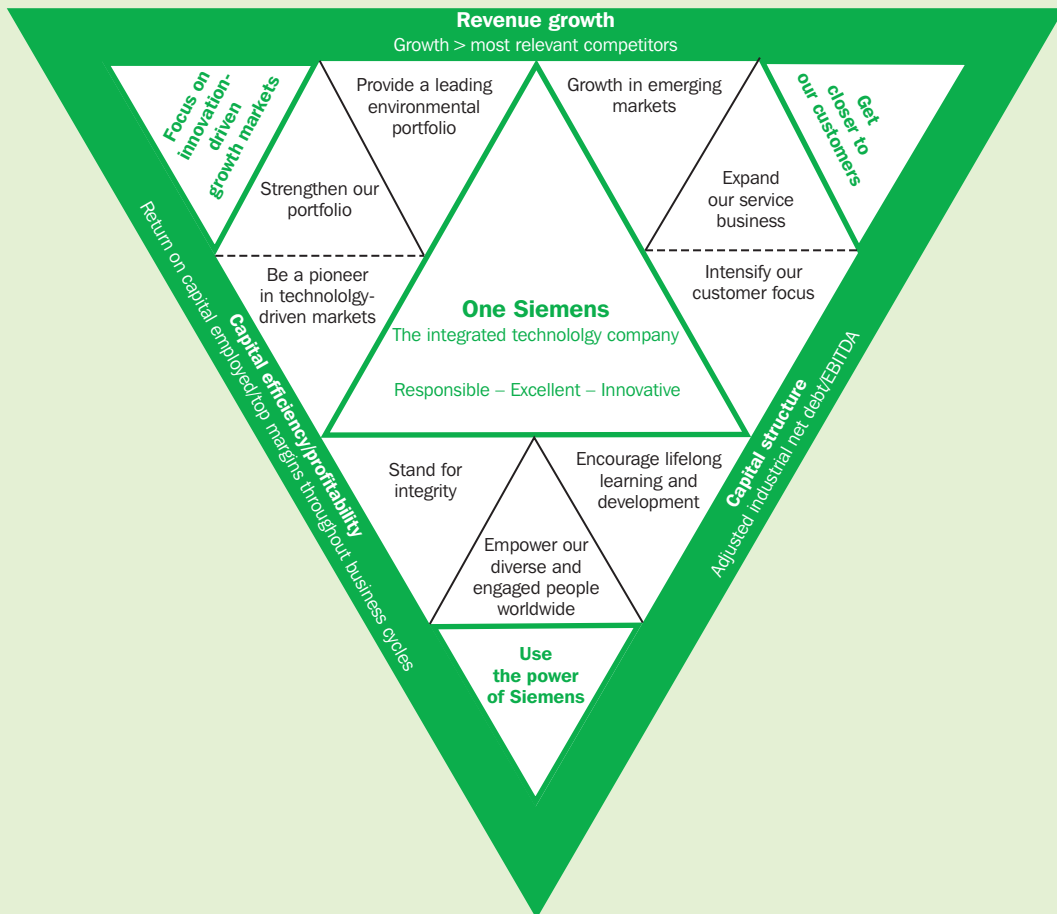 Revenue growth
Growth > most relevant competitors
Focus on
innovation-
driven
growth markets
Provide a leading
environmental
portfolio
Growth in emerging
markets
Get
closer to
our customers
Strengthen our
portfolio
Expand
our service
business
Be a pioneer
in technololgy-
driven markets
Intensify our
customer focus
One Siemens
The integrated technololgy company
Responsible – Excellent – Innovative
Capital efficiency/profitability
Return on capital employed/top margins throughout business cycles
Capital structure
Adjusted industrial net debt/EBITDA
Stand for
integrity
Encourage lifelong
learning and
development
Empower our
diverse and
engaged people
worldwide
Use
the power
of Siemens